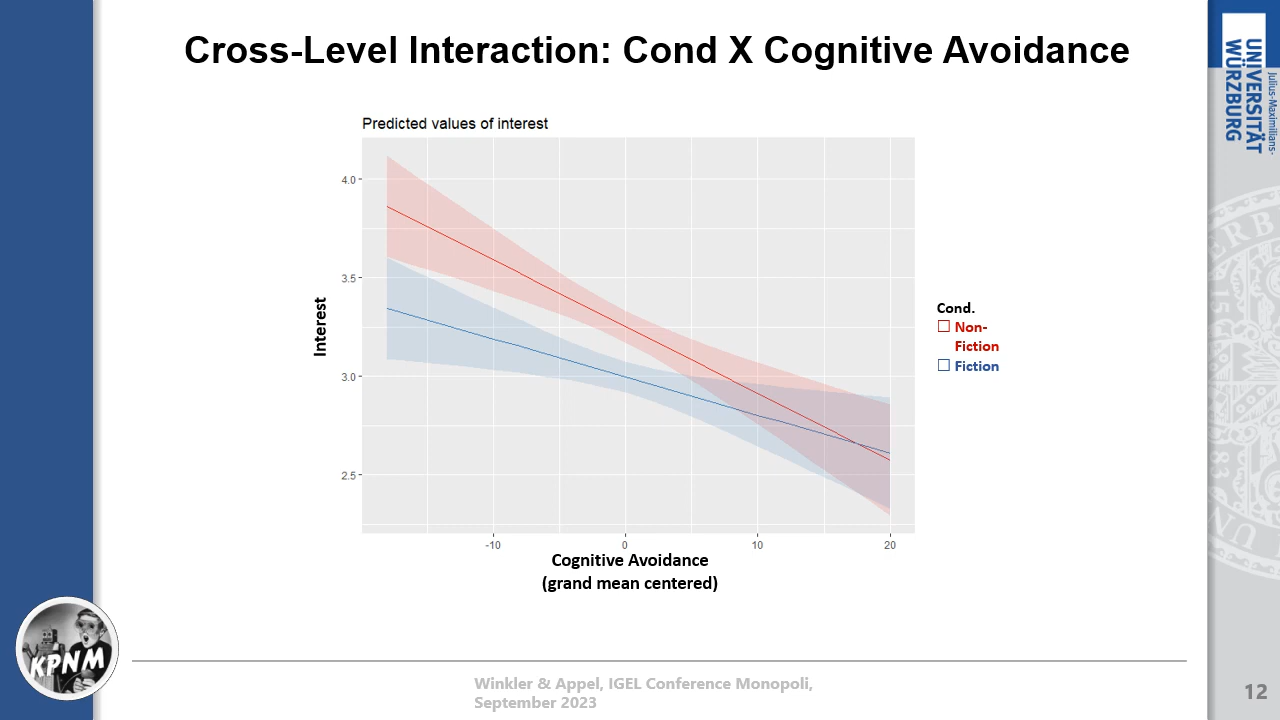 Cross-Level Interaction: Cond X Cognitive Avoidance
Julius-Maximilians-
UNIVERSITÄT
WÜRZBURG
Predicted values of interest
4.0
3.5
3.0
2.5
Interest
-10
0
10
20
Cognitive Avoidance
(grand mean centered)
Cond.
Non-
Fiction
Fiction
KPNM
Winkler & Appel, IGEL Conference Monopoli,
September 2023
12